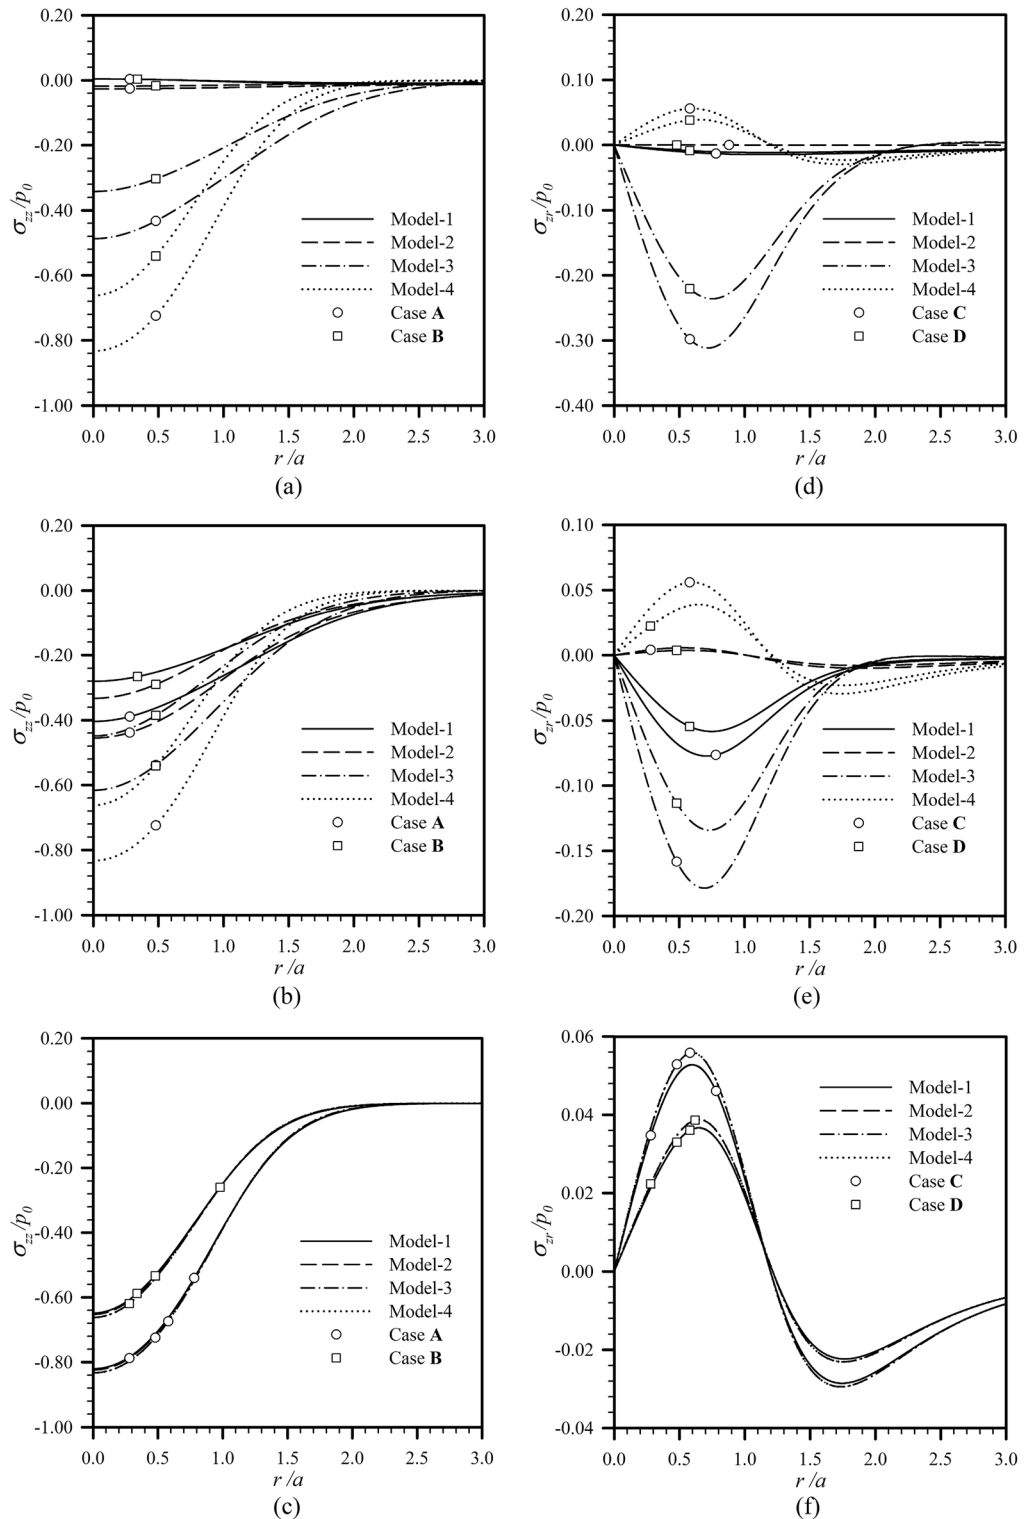 0.20
0.00
-0.20
-0.40
-0.60
-0.80
-1.00
σzz/p0
0.0 0.5 1.0 1.5 2.0 2.5 3.0
r /a
Model-1
Model-2
Model-3
Model-4
Case A
Case B
(a)
0.20
0.10
0.00
-0.10
-0.20
-0.30
-0.40
σzr/p0
0.0 0.5 1.0 1.5 2.0 2.5 3.0
r /a
Model-1
Model-2
Model-3
Model-4
Case C
Case D
(d)
0.20
0.00
-0.20
-0.40
-0.60
-0.80
-1.00
σzz/p0
0.0 0.5 1.0 1.5 2.0 2.5 3.0
r /a
Model-1
Model-2
Model-3
Model-4
Case A
Case B
(b)
0.10
0.05
0.00
-0.05
-0.10
-0.15
-0.20
σzr/p0
0.0 0.5 1.0 1.5 2.0 2.5 3.0
r /a
Model-1
Model-2
Model-3
Model-4
Case C
Case D
(e)
0.20
0.00
-0.20
-0.40
-0.60
-0.80
-1.00
σzz/p0
0.0 0.5 1.0 1.5 2.0 2.5 3.0
r /a
Model-1
Model-2
Model-3
Model-4
Case A
Case B
(c)
0.06
0.04
0.02
0.00
-0.02
-0.04
σzr/p0
0.0 0.5 1.0 1.5 2.0 2.5 3.0
r /a
Model-1
Model-2
Model-3
Model-4
Case C
Case D
(f)